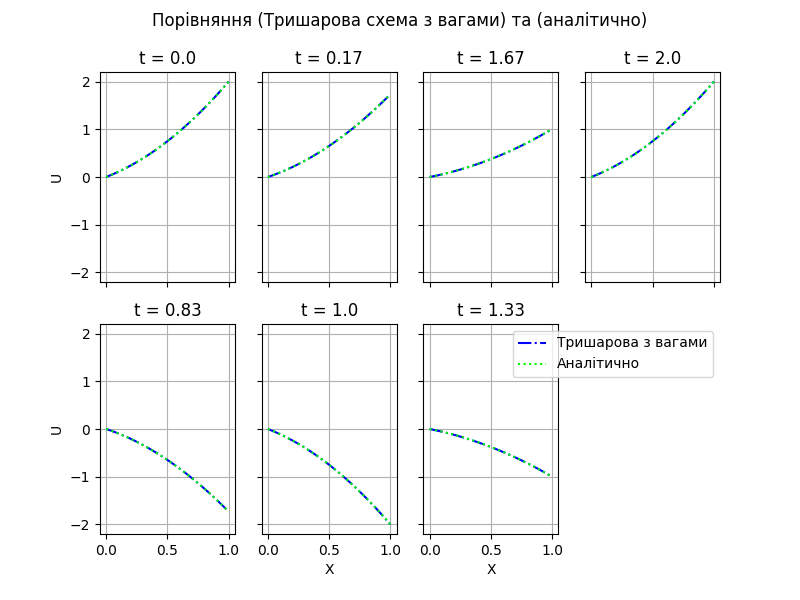 Порівняння (Тришарова схема з вагами) та (аналітично)
t = 0.0
t = 0.17
t = 1.67
t = 2.0
2
1
0
−1
−2
U
t = 0.83
t = 1.0
t = 1.33
2
1
0
−1
−2
U
Тришарова з вагами
Аналітично
0.0 0.5 1.0
0.0 0.5 1.0
0.0 0.5 1.0
X
X